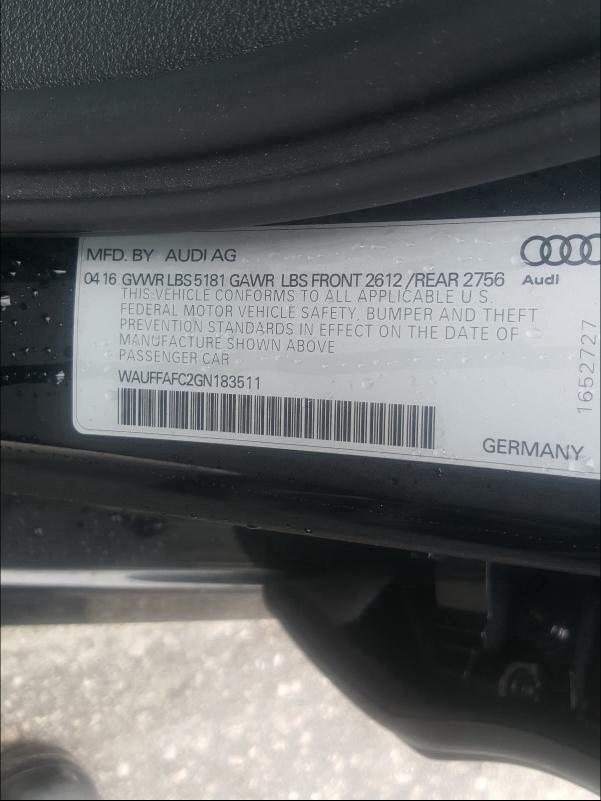 MFD. BY AUDI AG
04 16 GVWR LBS 5181 GAWR LBS FRONT 2612 /REAR 2756
THIS VEHICLE CONFORMS TO ALL APPLICABLE U.S.
FEDERAL MOTOR VEHICLE SAFETY, BUMPER AND THEFT
PREVENTION STANDARDS IN EFFECT ON THE DATE OF
MANUFACTURE SHOWN ABOVE
PASSENGER CAR
WAUFFAFC2GN183511
Audi
1652727
GERMANY